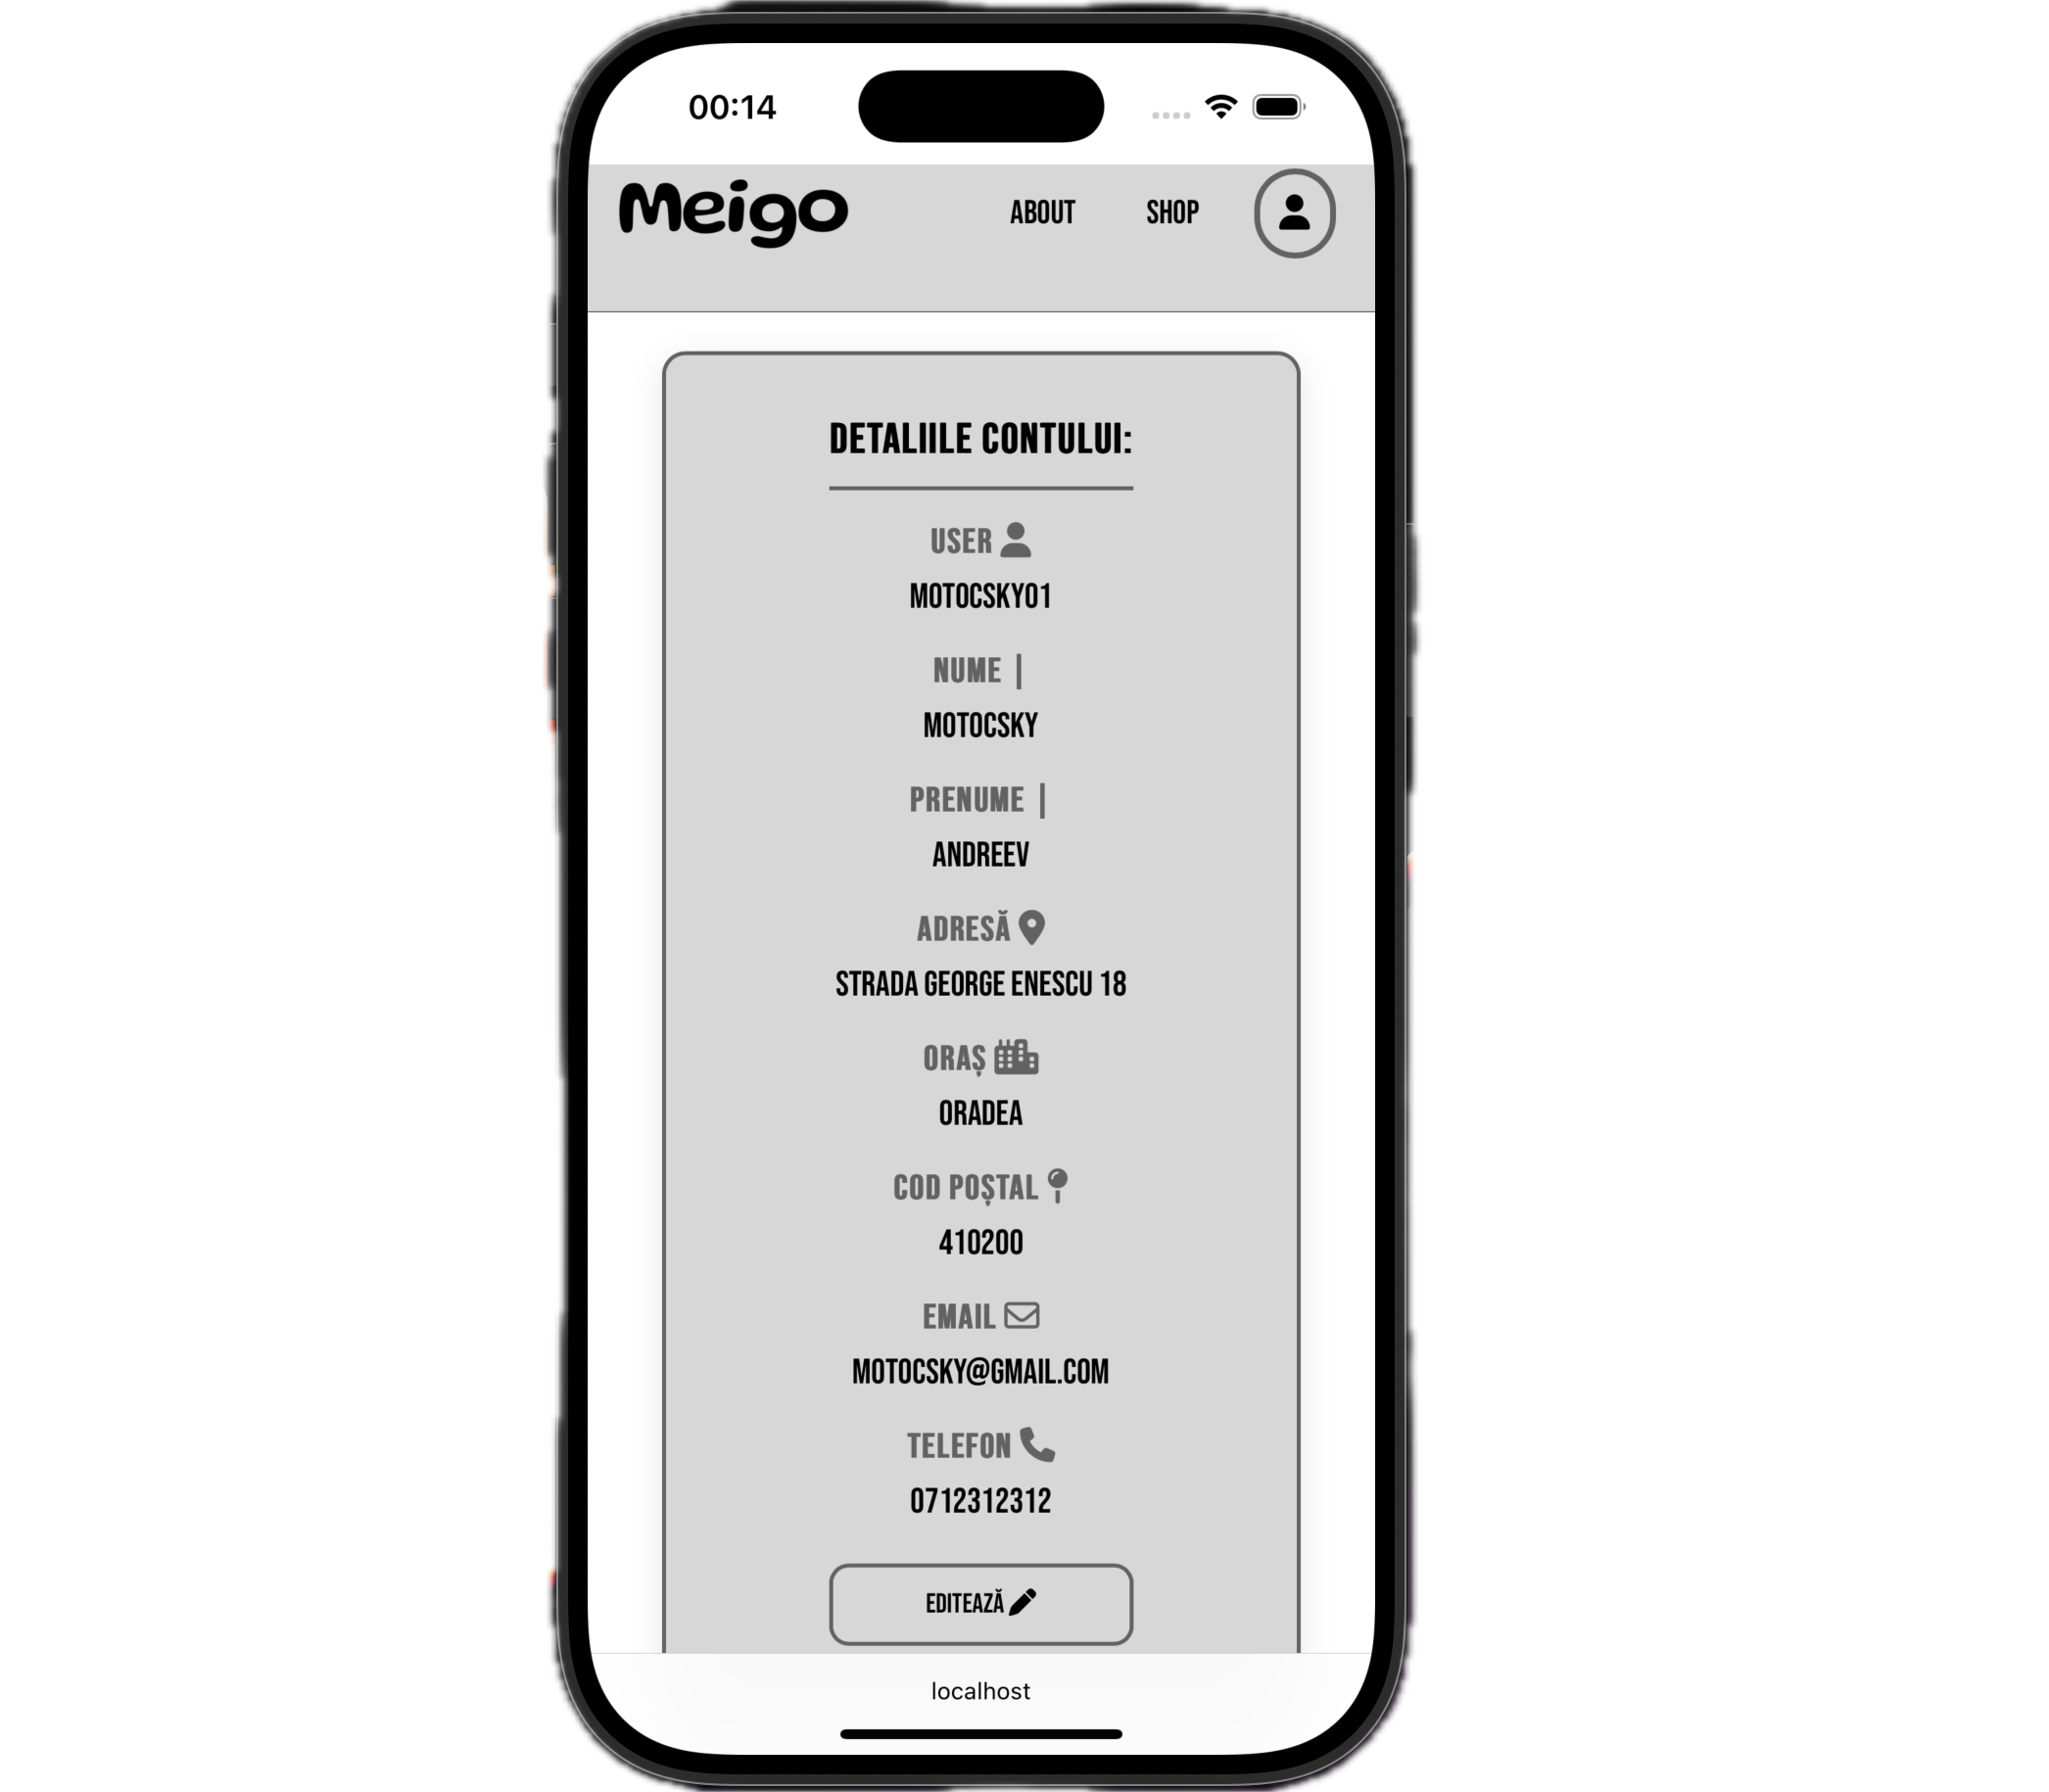 00:14
Meigo
ABOUT
SHOP
DETALIILE CONTULUI:
USER
MOTOCSKY01
NUME |
MOTOCSKY
PRENUME |
ANDREEV
ADRESĂ
STRADA GEORGE ENESCU 18
ORAȘ
ORADEA
COD POȘTAL
410200
EMAIL
MOTOCSKY@GMAIL.COM
TELEFON
0712312312
EDITEAZĂ
localhost